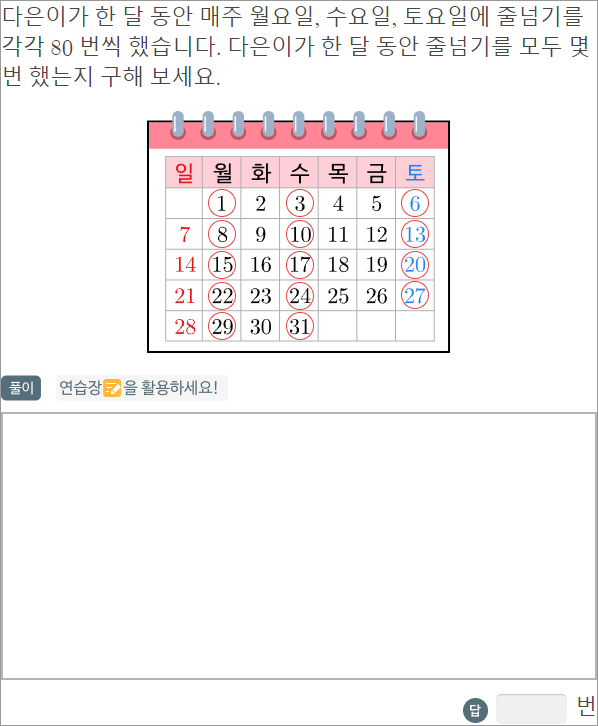 다은이가 한 달 동안 매주 월요일, 수요일, 토요일에 줄넘기를
각각 80 번씩 했습니다. 다은이가 한 달 동안 줄넘기를 모두 몇
번 했는지 구해 보세요.
일 월 화 수 목 금 토
1 2 3 4 5 6
7 8 9 10 11 12 13
14 15 16 17 18 19 20
21 22 23 24 25 26 27
28 29 30 31
풀이 연습장을 활용하세요!
답 번